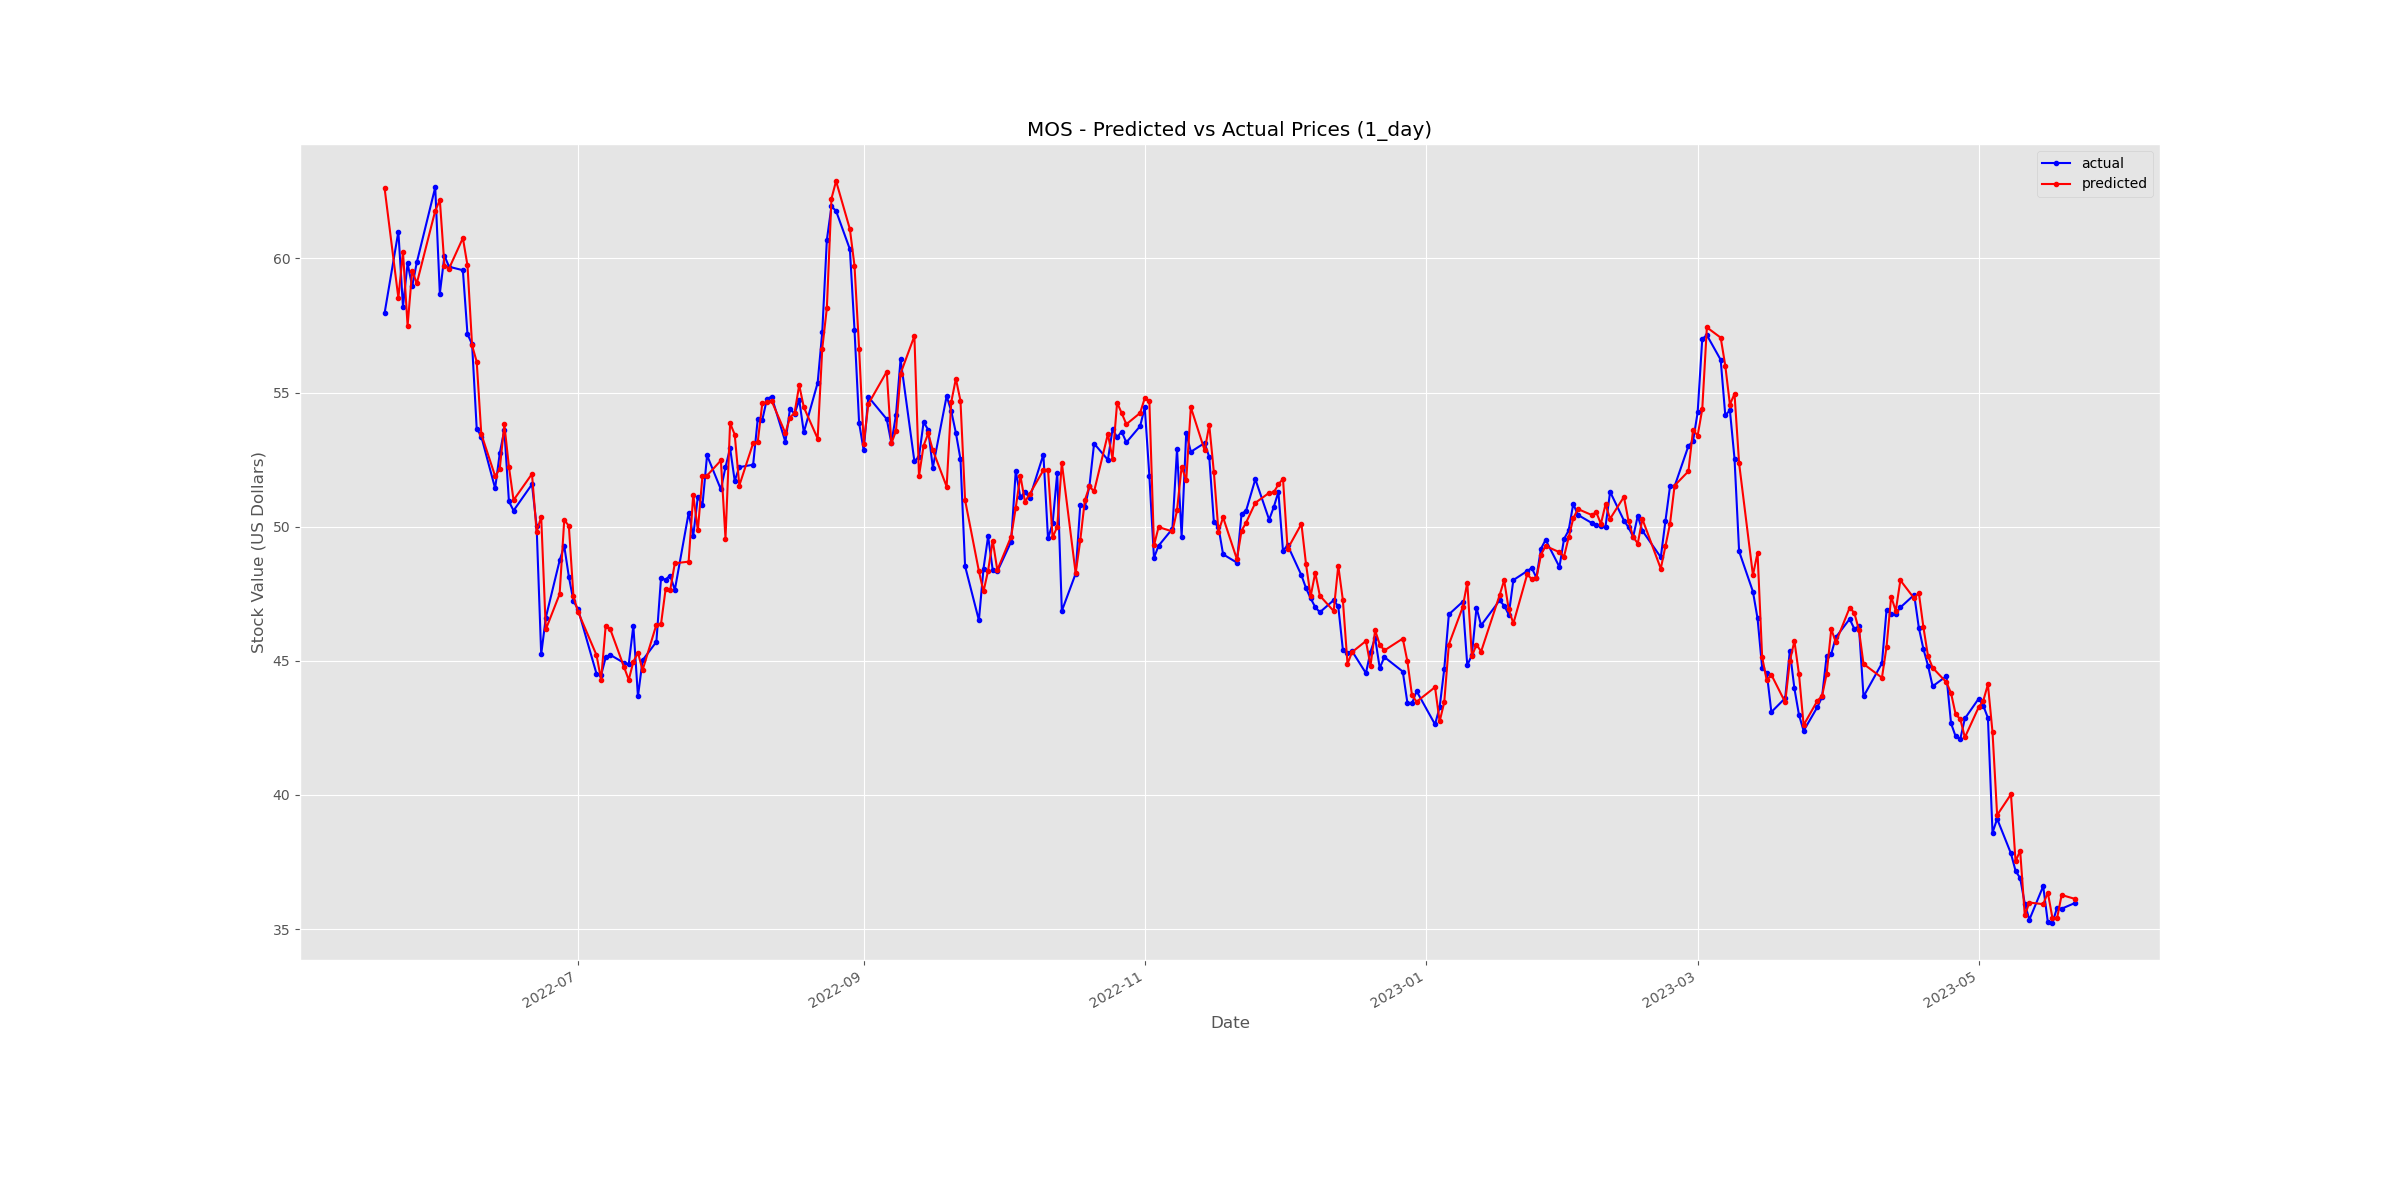 MOS - Predicted vs Actual Prices (1_day)
actual
predicted
Stock Value (US Dollars)
60
55
50
45
40
35
2022-07
2022-09
2022-11
2023-01
2023-03
2023-05
Date